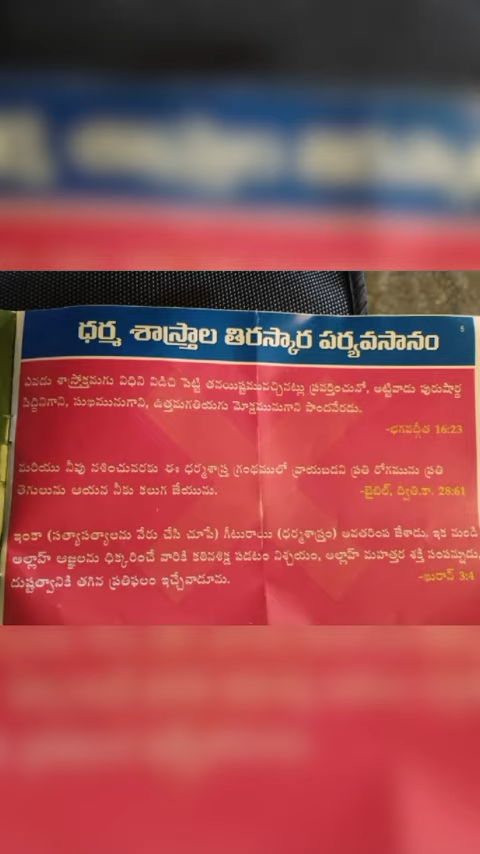 5
ధర్మ శాస్త్రాల తిరస్కార పర్యవసానం
ఎవడు శాస్త్రోక్తమగు విధిని విడిచి పెట్టి తనయిష్టమువచ్చినట్లు ప్రవర్తించునో, అట్టివాడు పురుషార్థ
సిద్ధినిగాని, సుఖమునుగాని, ఉత్తమగతియగు మోక్షమునుగాని పొందనేరడు.
-భగవద్గీత 16:23
మరియు నీవు నశించువరకు ఈ ధర్మశాస్త్ర గ్రంథములో వ్రాయబడని ప్రతి రోగమును ప్రతి
తెగులును ఆయన నీకు కలుగ జేయును. -బైబిల్, ద్వితి.కా. 28:61
ఇంకా (సత్యాసత్యాలను వేరు చేసి చూపే) గీటురాయి (ధర్మశాస్త్రం) అవతరింప జేశాడు. ఇక మండి
అల్లాహ్ ఆజ్ఞలను ధిక్కరించే వారికి కఠినశిక్ష పడటం నిశ్చయం, అల్లాహ్ మహత్తర శక్తి సంపన్నుడు,
దుష్టత్వానికి తగిన ప్రతిఫలం ఇచ్చేవాడూను. -ఖురాన్ 3:4